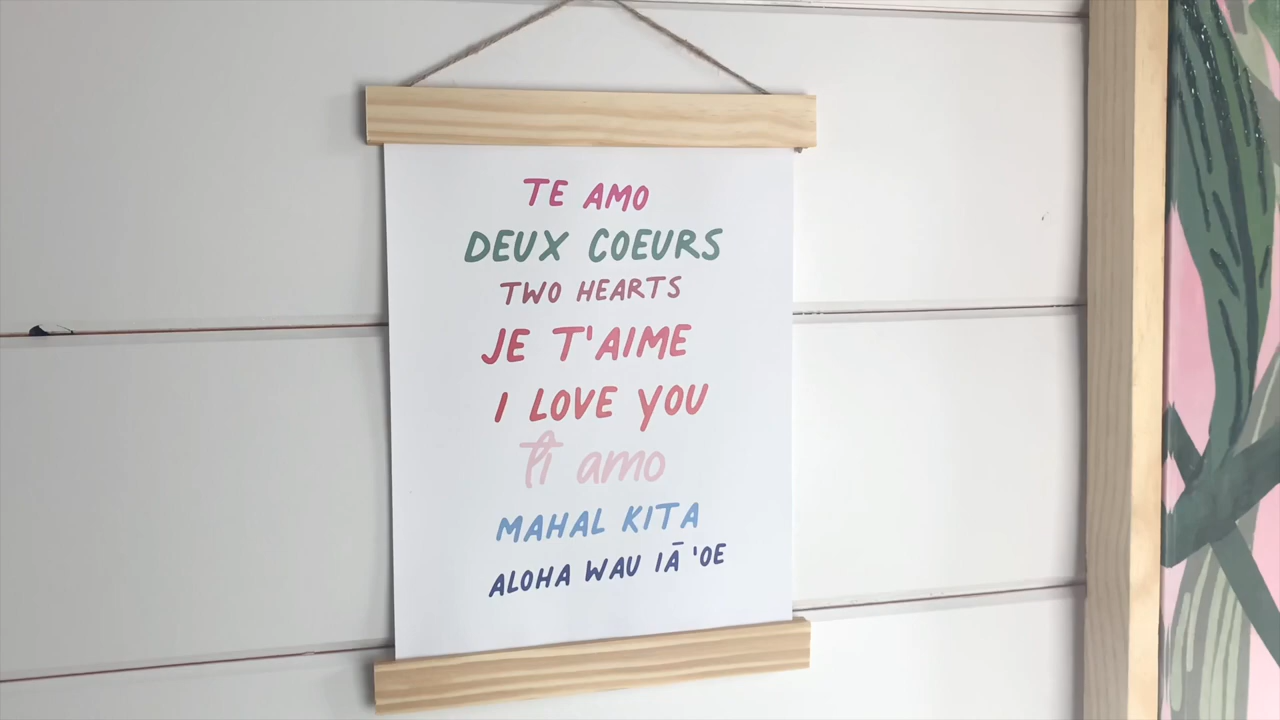 TE AMO
DEUX COEURS
TWO HEARTS
JE T'AIME
I LOVE YOU
ti amo
MAHAL KITA
ALOHA WAU IĀ 'OE